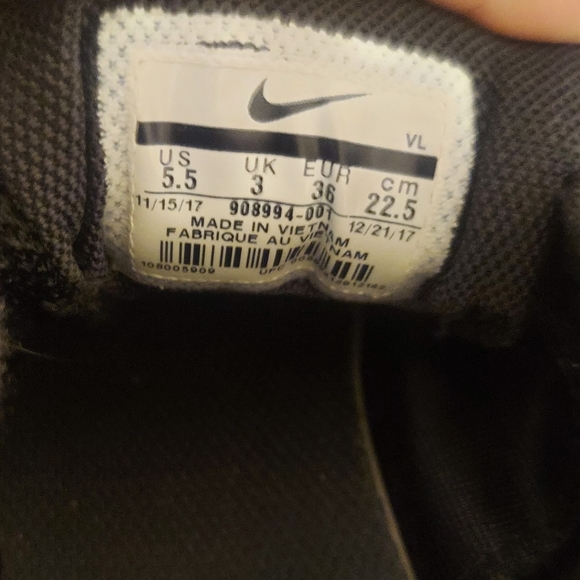 VL
US UK EUR cm
5.5 3 36 22.5
11/15/17 908994-001 12/21/17
MADE IN VIETNAM
FABRIQUE AU VIETNAM
108005909